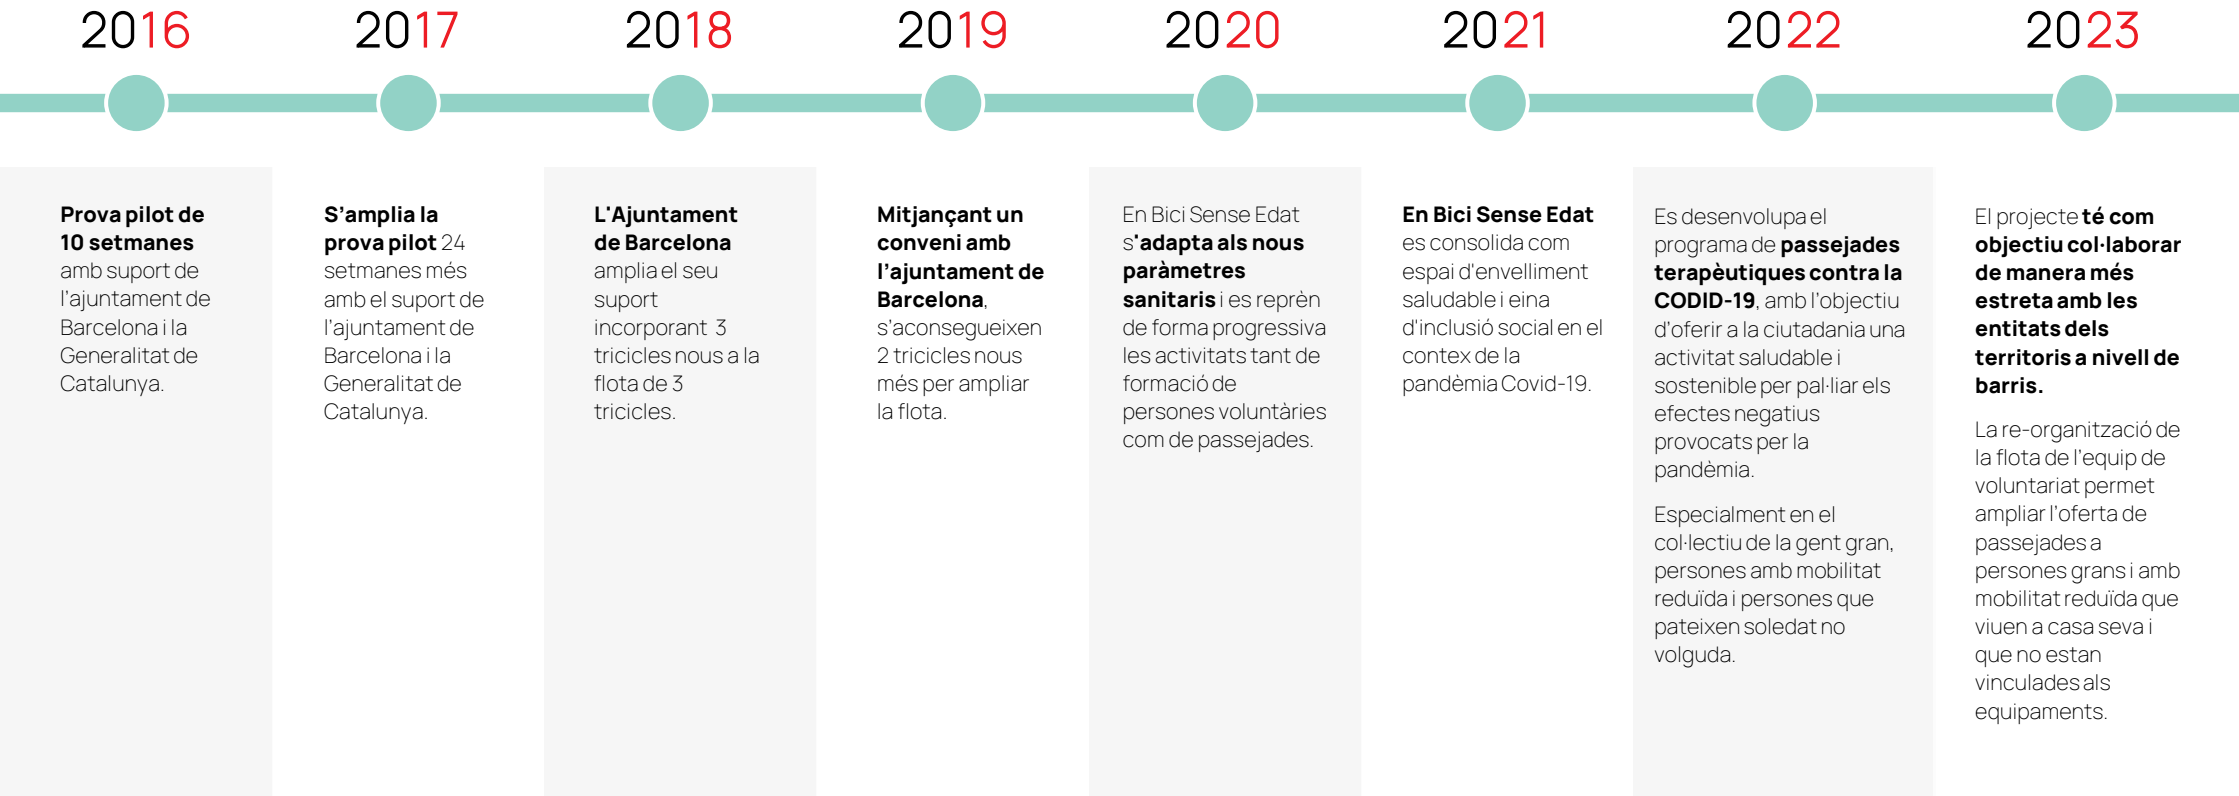 2016
2017
2018
2019
2020
2021
2022
2023
Prova pilot de
10 setmanes
amb suport de
l'ajuntament de
Barcelona i la
Generalitat de
Catalunya.
S'amplia la
prova pilot 24
setmanes més
amb el suport de
l'ajuntament de
Barcelona i la
Generalitat de
Catalunya.
L'Ajuntament
de Barcelona
amplia el seu
suport
incorporant 3
tricicles nous a la
flota de 3
tricicles.
Mitjançant un
conveni amb
l'ajuntament de
Barcelona,
s'aconsegueixen
2 tricicles nous
més per ampliar
la flota.
En Bici Sense Edat
s'adapta als nous
paràmetres
sanitaris i es reprèn
de forma progressiva
les activitats tant de
formació de
persones voluntàries
com de passejades.
En Bici Sense Edat
es consolida com
espai d'envelliment
saludable i eina
d'inclusió social en el
contex de la
pandèmia Covid-19.
Es desenvolupa el
programa de passejades
terapèutiques contra la
CODID-19, amb l'objectiu
d'oferir a la ciutadania una
activitat saludable i
sostenible per pal·liar els
efectes negatius
provocats per la
pandèmia.
Especialment en el
col·lectiu de la gent gran,
persones amb mobilitat
reduïda i persones que
pateixen soledat no
volguda.
El projecte té com
objectiu col·laborar
de manera més
estreta amb les
entitats dels
territoris a nivell de
barris.
La re-organització de
la flota de l'equip de
voluntariat permet
ampliar l'oferta de
passejades a
persones grans i amb
mobilitat reduïda que
viuen a casa seva i
que no estan
vinculades als
equipaments.